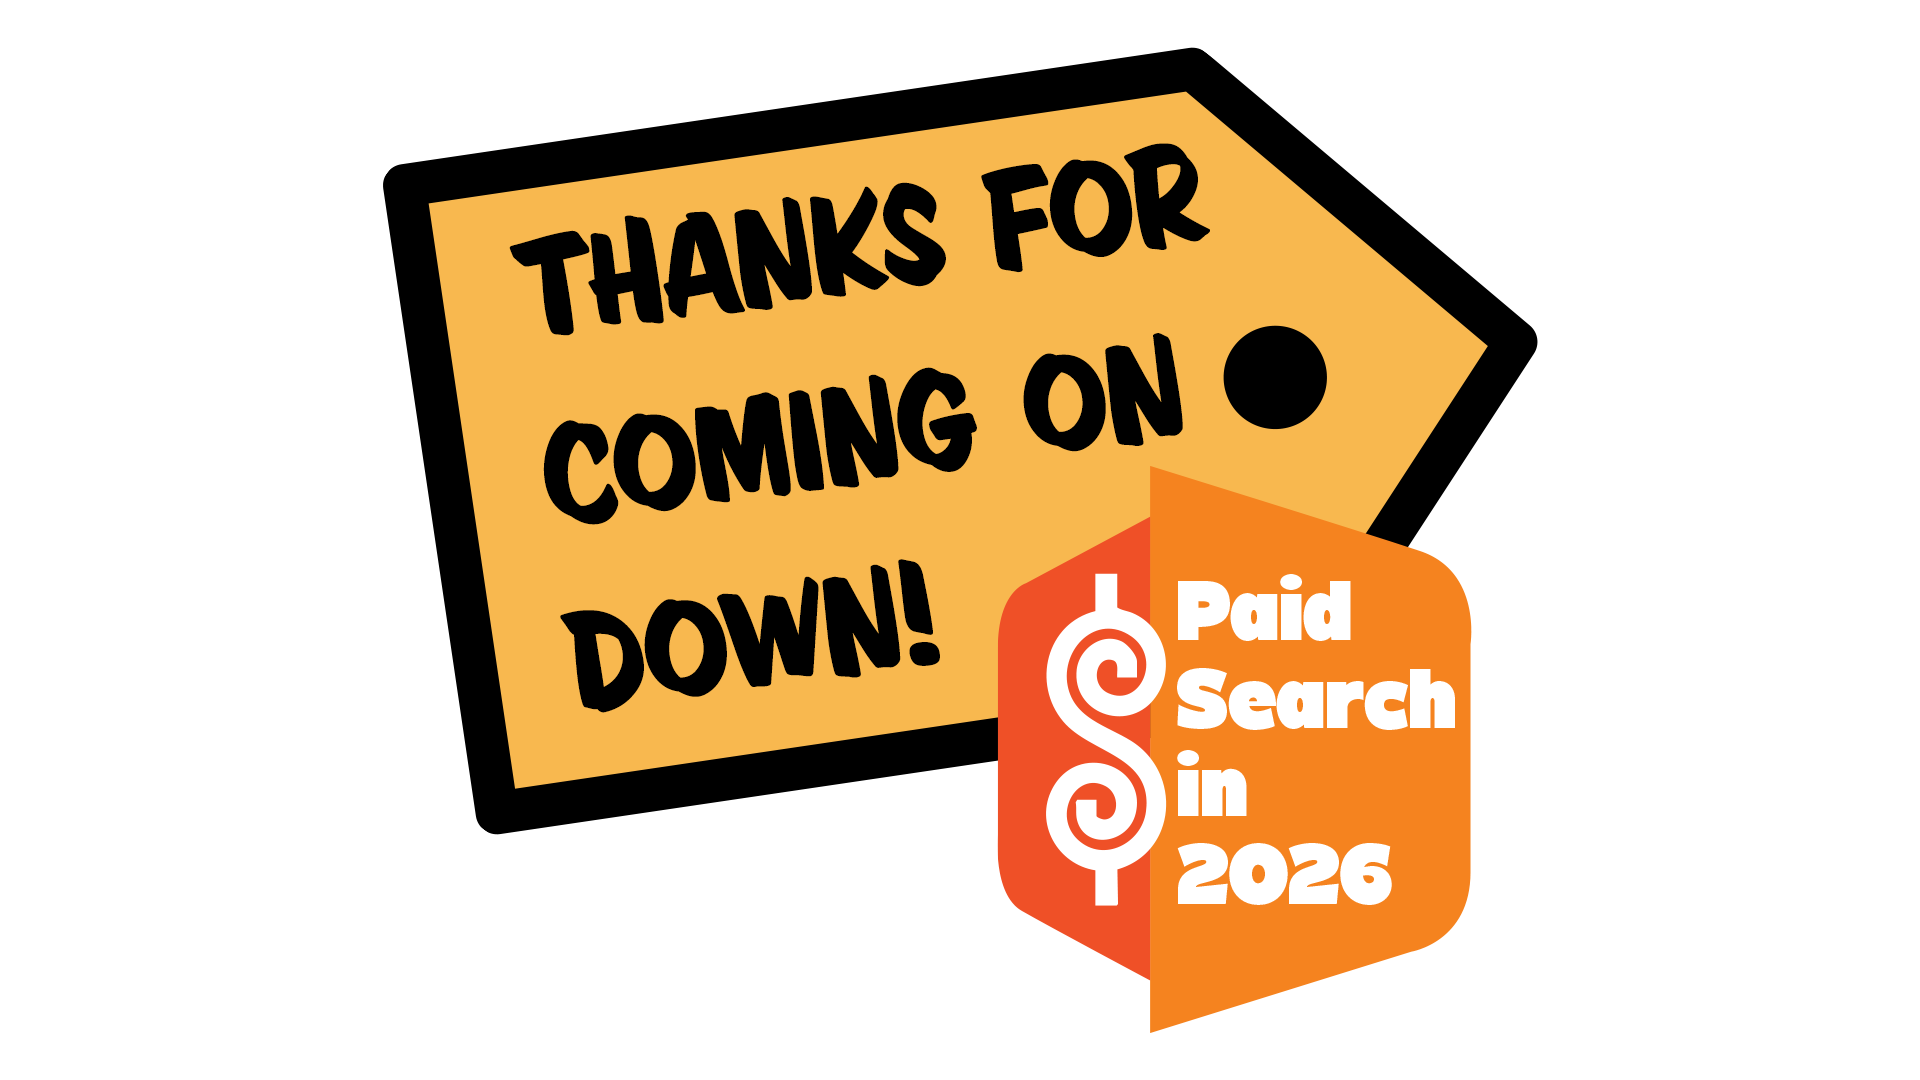 THANKS FOR
COMING ON
DOWN!
Paid
Search
in
2026